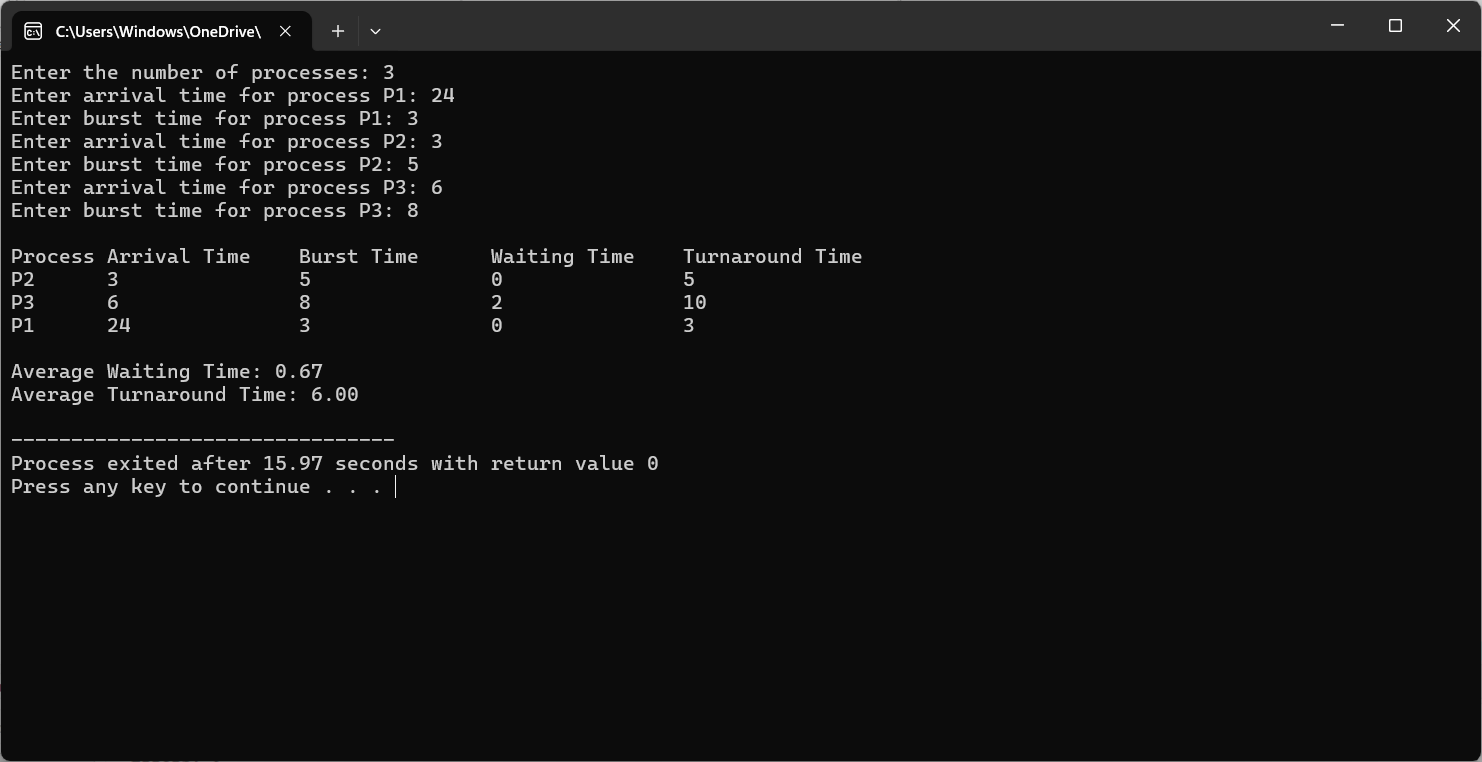 C:\Users\Windows\OneDrive\
Enter the number of processes: 3
Enter arrival time for process P1: 24
Enter burst time for process P1: 3
Enter arrival time for process P2: 3
Enter burst time for process P2: 5
Enter arrival time for process P3: 6
Enter burst time for process P3: 8
Process Arrival Time    Burst Time      Waiting Time    Turnaround Time
P2      3               5               0               5
P3      6               8               2               10
P1      24              3               0               3
Average Waiting Time: 0.67
Average Turnaround Time: 6.00
--------------------------------
Process exited after 15.97 seconds with return value 0
Press any key to continue . . .